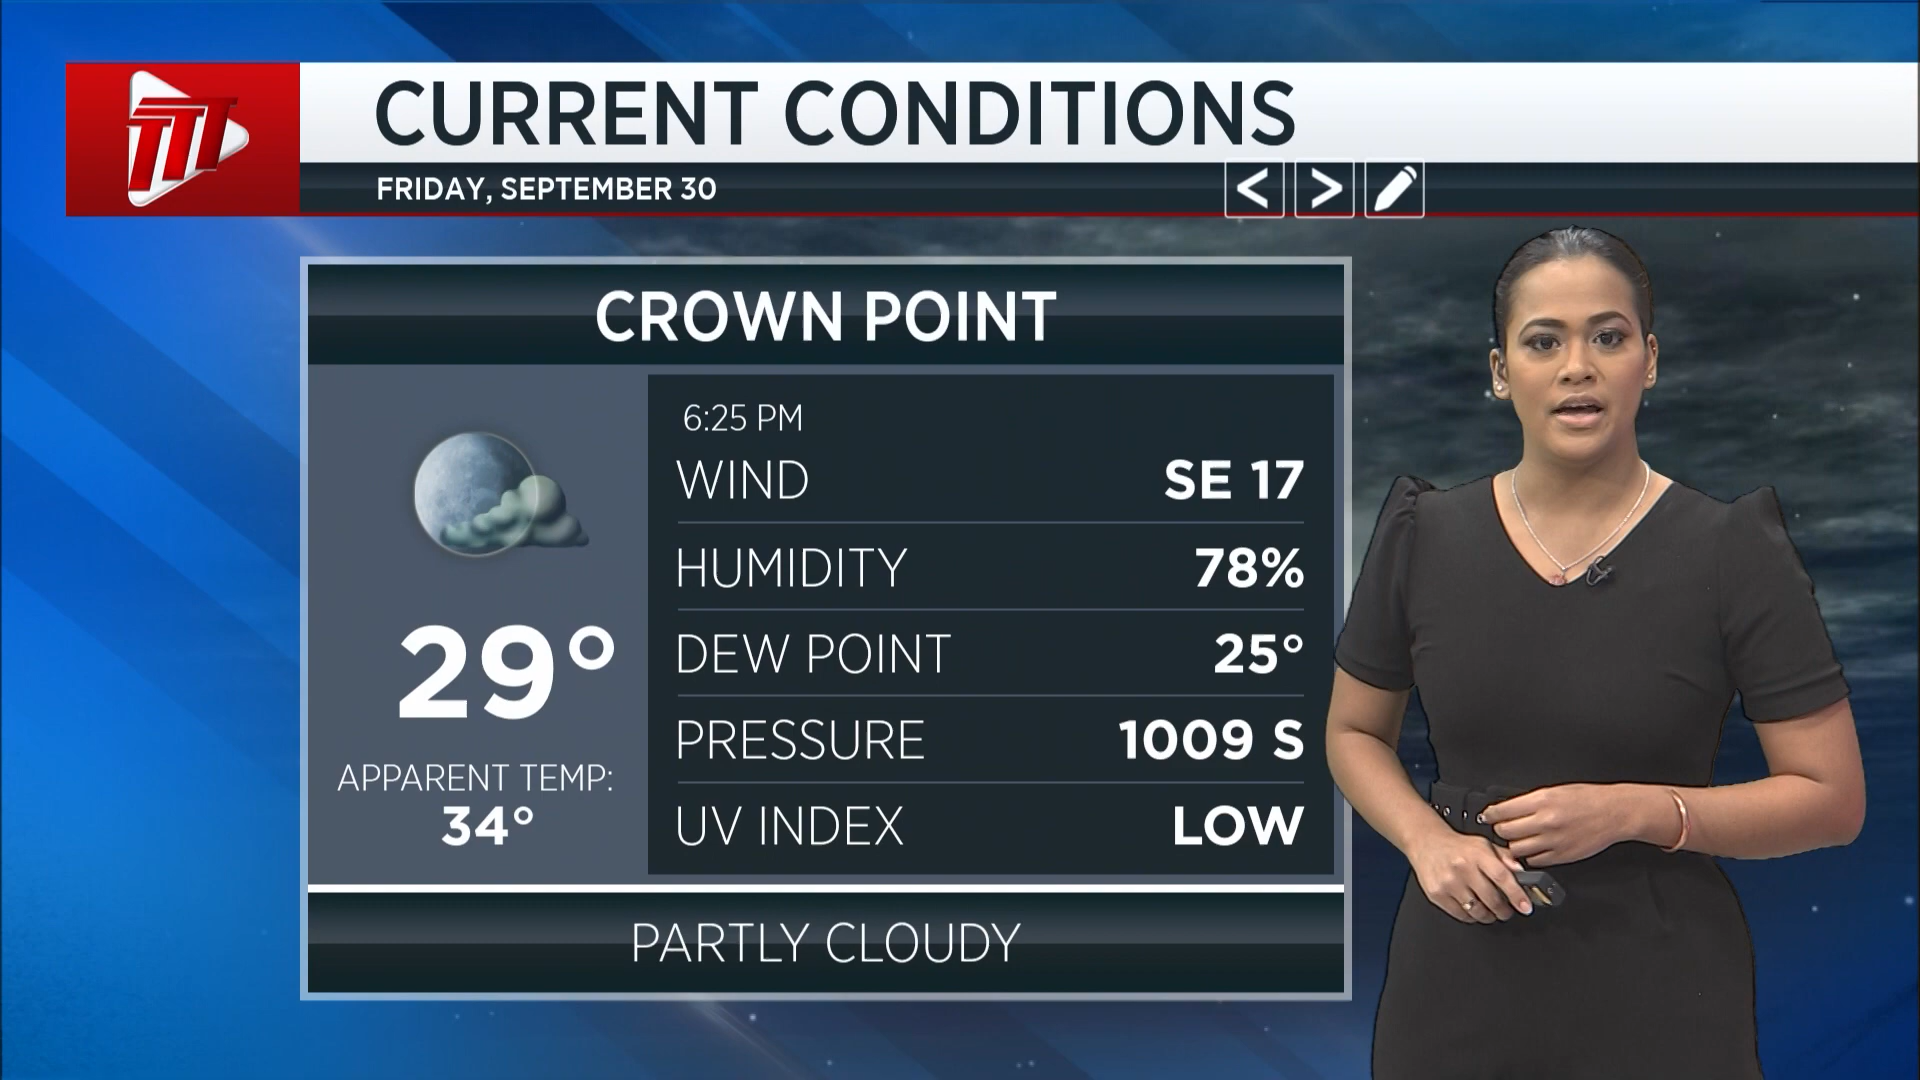 TTT
CURRENT CONDITIONS
FRIDAY, SEPTEMBER 30
< >
CROWN POINT
6:25 PM
WIND SE 17
HUMIDITY 78%
29°
DEW POINT 25°
PRESSURE 1009 S
APPARENT TEMP:
34°
UV INDEX LOW
PARTLY CLOUDY